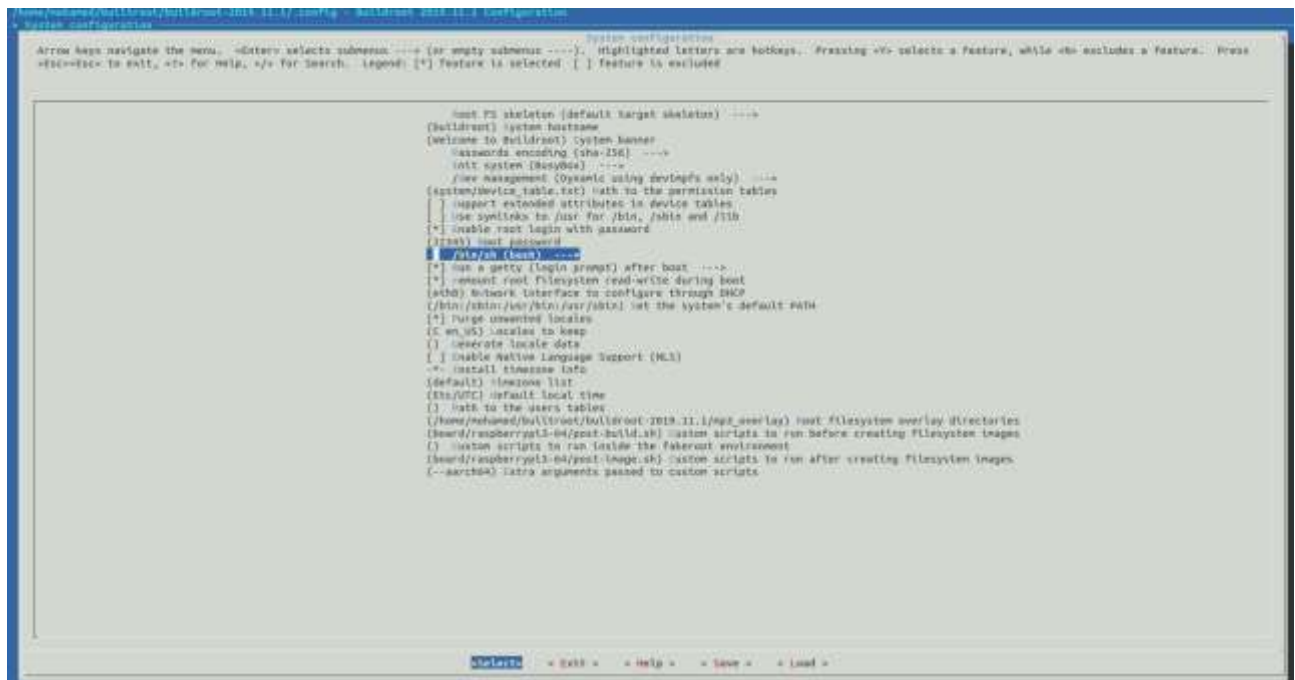 /home/mohamed/buildroot/buildroot-2019.11.1/.config - Buildroot 2019.11.1 Configuration
> System configuration
System configuration
Arrow keys navigate the menu. <Enter> selects submenus ---> (or empty submenus ----). Highlighted letters are hotkeys. Pressing <Y> selects a feature, while <N> excludes a feature. Press
<Esc><Esc> to exit, <?> for Help, </> for Search. Legend: [*] feature is selected [ ] feature is excluded
Root FS skeleton (default target skeleton) --->
(buildroot) System hostname
(Welcome to Buildroot) System banner
Passwords encoding (sha-256) --->
Init system (BusyBox) --->
/dev management (Dynamic using devtmpfs only) --->
(system/device_table.txt) Path to the permission tables
[ ] support extended attributes in device tables
[ ] Use symlinks to /usr for /bin, /sbin and /lib
[*] Enable root login with password
(12345) Root password
/bin/sh (bash) --->
[*] Run a getty (login prompt) after boot --->
[*] remount root filesystem read-write during boot
(eth0) Network interface to configure through DHCP
(/bin:/sbin:/usr/bin:/usr/sbin) Set the system's default PATH
[*] Purge unwanted locales
(C en_US) Locales to keep
() Generate locale data
[ ] Enable Native Language Support (NLS)
-*- Install timezone info
(default) timezone list
(Etc/UTC) default local time
() Path to the users tables
(/home/mohamed/buildroot/buildroot-2019.11.1/ overlay) Root filesystem overlay directories
(board/raspberrypi3-64/post-build.sh) Custom scripts to run before creating filesystem images
() Custom scripts to run inside the fakeroot environment
(board/raspberrypi3-64/post-image.sh) Custom scripts to run after creating filesystem images
(--aarch64) Extra arguments passed to custom scripts
<Select> < Exit > < Help > < Save > < Load >